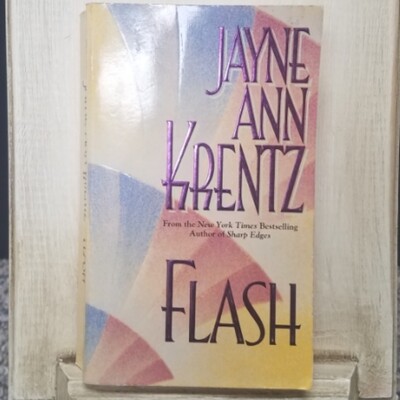 JAYNE
ANN
KRENTZ
From the New York Times Bestselling
Author of Sharp Edges
FLASH